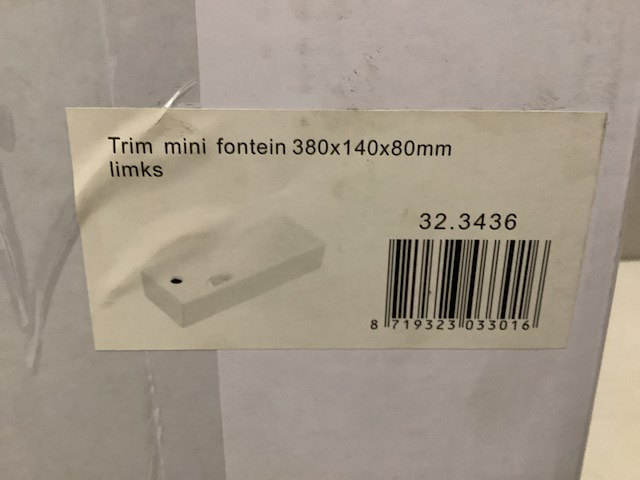 Trim mini fontein 380x140x80mm
limks
32.3436
8 719323 033016